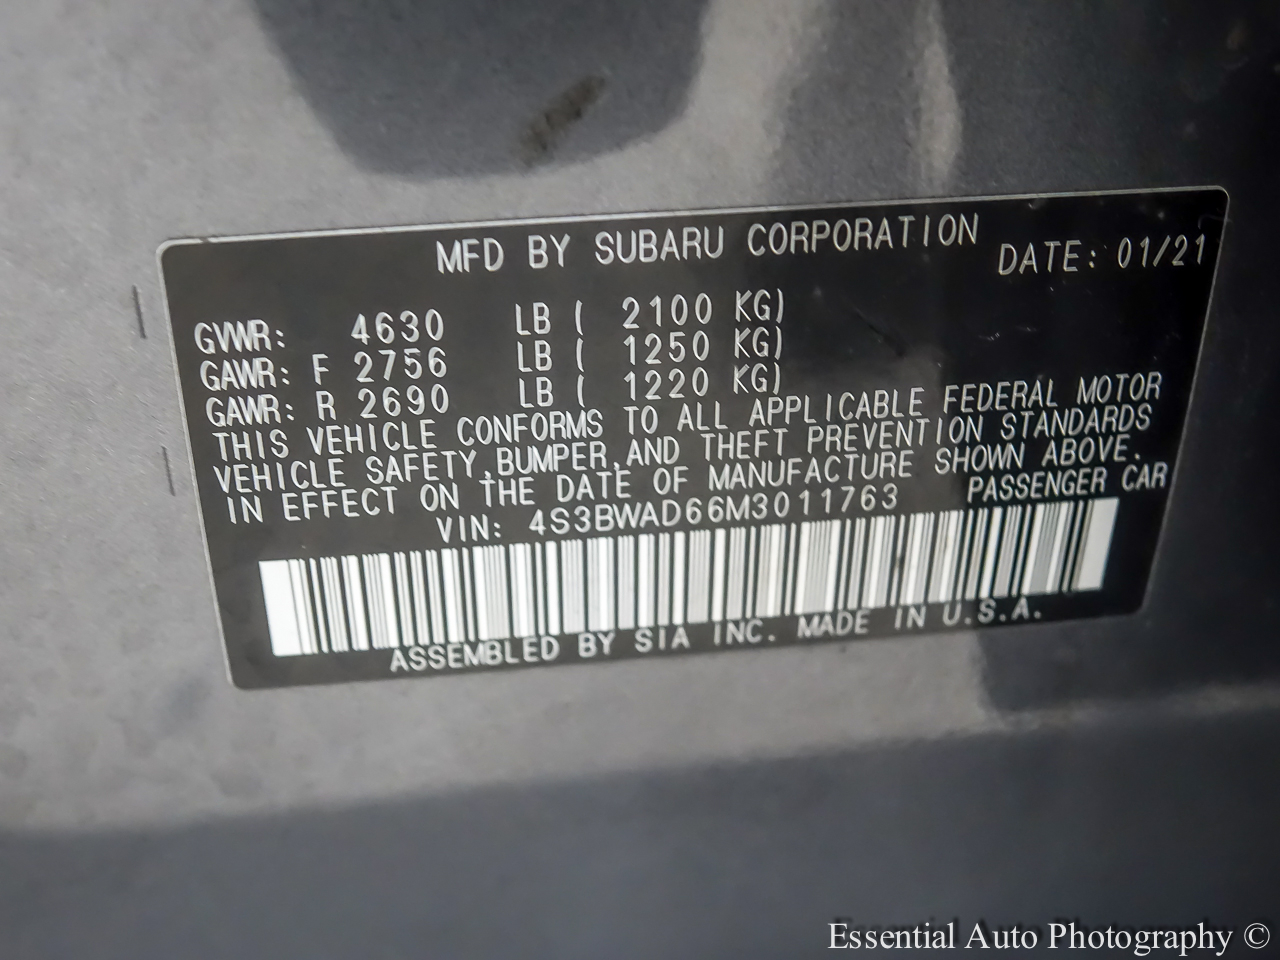 MFD BY SUBARU CORPORATION DATE: 01/21
GVWR: 4630 LB ( 2100 KG)
GAWR: F 2756 LB ( 1250 KG)
GAWR: R 2690 LB ( 1220 KG)
THIS VEHICLE CONFORMS TO ALL APPLICABLE FEDERAL MOTOR
VEHICLE SAFETY,BUMPER,AND THEFT PREVENTION STANDARDS
IN EFFECT ON THE DATE OF MANUFACTURE SHOWN ABOVE.
VIN: 4S3BWAD66M3011763 PASSENGER CAR
ASSEMBLED BY SIA INC. MADE IN U.S.A.
Essential Auto Photography ©